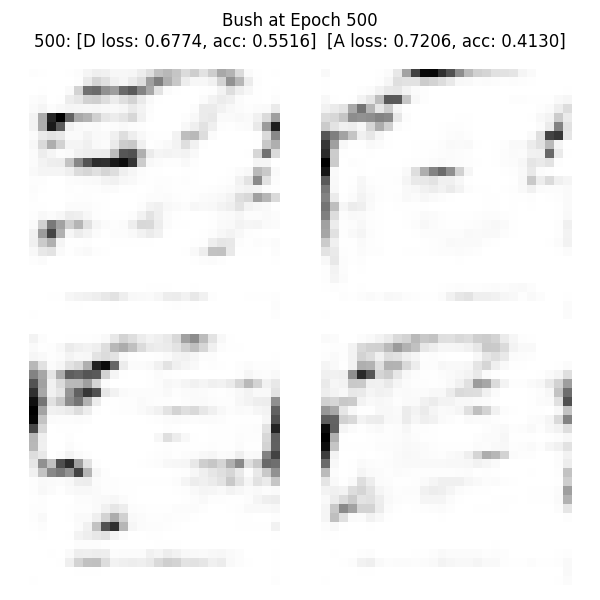 Bush at Epoch 500
500: [D loss: 0.6774, acc: 0.5516]  [A loss: 0.7206, acc: 0.4130]